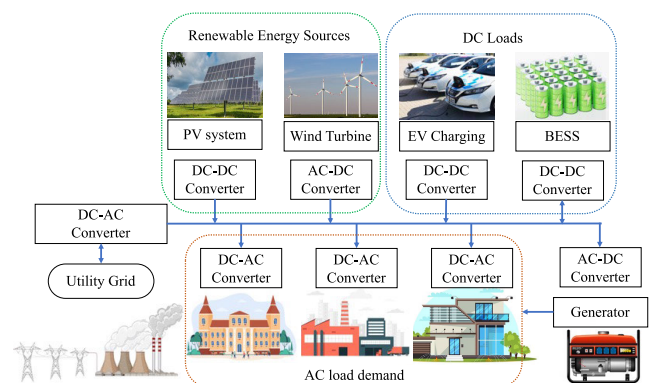 Renewable Energy Sources
DC Loads
PV system
Wind Turbine
EV Charging
BESS
DC-DC
Converter
AC-DC
Converter
DC-DC
Converter
DC-DC
Converter
DC-AC
Converter
Utility Grid
DC-AC
Converter
DC-AC
Converter
DC-AC
Converter
AC-DC
Converter
Generator
AC load demand